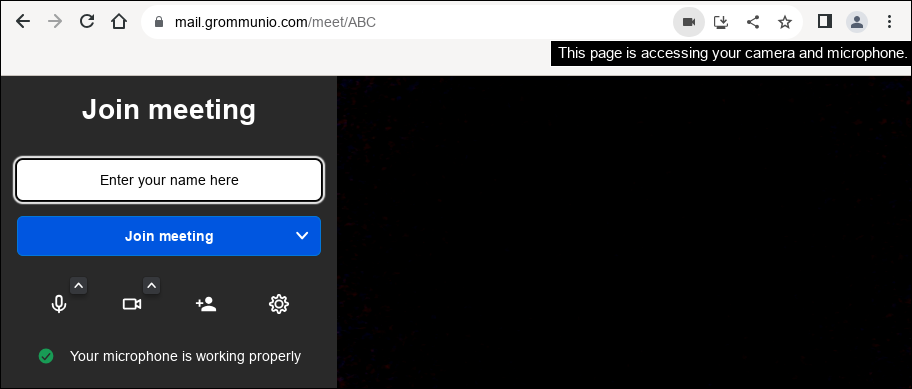 mail.grommunio.com/meet/ABC
This page is accessing your camera and microphone.
Join meeting
Enter your name here
Join meeting
Your microphone is working properly